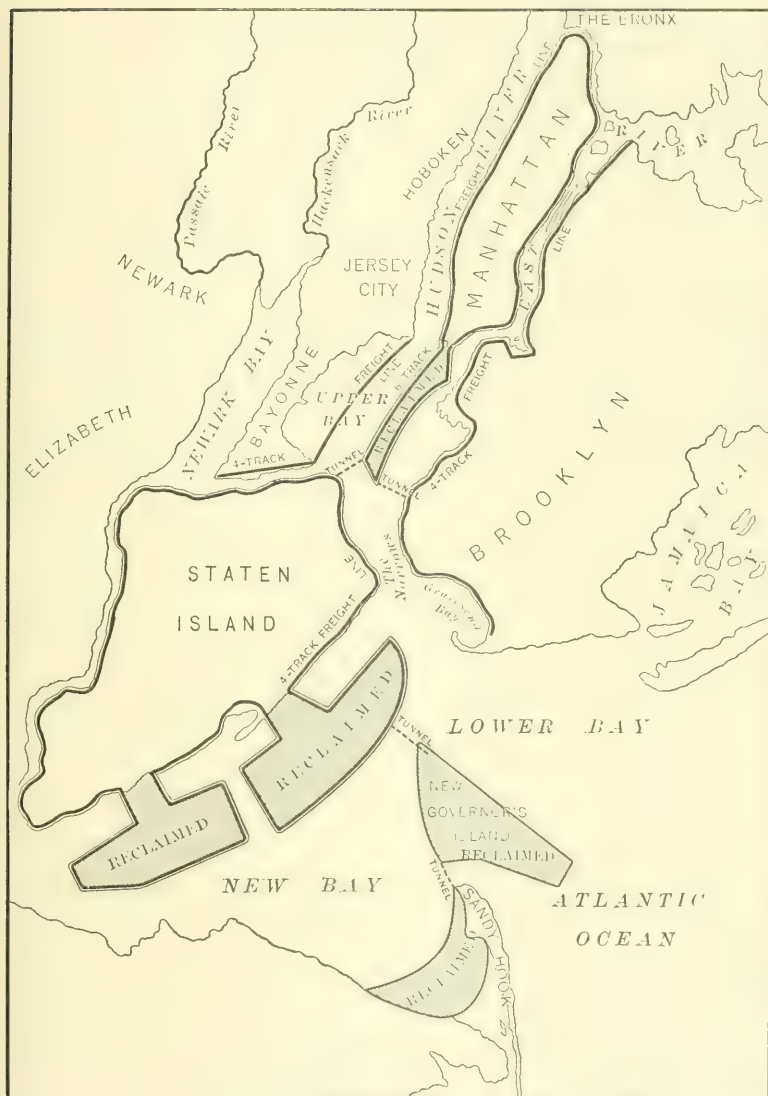 THE BRONX
Passaic River
Hackensack River
HOBOKEN
HUDSON RIVER
FREIGHT LINE
MANHATTAN
EAST RIVER
LINE
NEWARK
JERSEY
CITY
NEWARK BAY
BAYONNE
FREIGHT
LINE
UPPER
BAY
6 TRACK
RECLAIMED
FREIGHT
ELIZABETH
4-TRACK
TUNNEL
TUNNEL
4-TRACK
BROOKLYN
JAMAICA
BAY
STATEN
ISLAND
LINE
The
Narrows
Gravesend
Bay
4-TRACK FREIGHT
RECLAIMED
TUNNEL
LOWER BAY
NEW
GOVERNER'S
ISLAND
RECLAIMED
RECLAIMED
NEW BAY
TUNNEL
SANDY HOOK
ATLANTIC
OCEAN
RECLAIMED